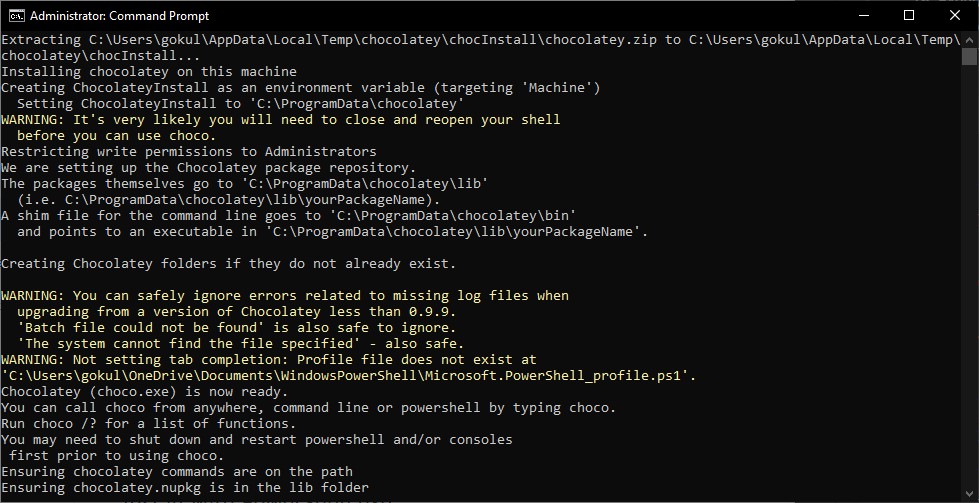 Administrator: Command Prompt
Extracting C:\Users\gokul\AppData\Local\Temp\chocolatey\chocInstall\chocolatey.zip to C:\Users\gokul\AppData\Local\Temp\
chocolatey\chocInstall...
Installing chocolatey on this machine
Creating ChocolateyInstall as an environment variable (targeting 'Machine')
  Setting ChocolateyInstall to 'C:\ProgramData\chocolatey'
WARNING: It's very likely you will need to close and reopen your shell
  before you can use choco.
Restricting write permissions to Administrators
We are setting up the Chocolatey package repository.
The packages themselves go to 'C:\ProgramData\chocolatey\lib'
  (i.e. C:\ProgramData\chocolatey\lib\yourPackageName).
A shim file for the command line goes to 'C:\ProgramData\chocolatey\bin'
  and points to an executable in 'C:\ProgramData\chocolatey\lib\yourPackageName'.
Creating Chocolatey folders if they do not already exist.
WARNING: You can safely ignore errors related to missing log files when
  upgrading from a version of Chocolatey less than 0.9.9.
  'Batch file could not be found' is also safe to ignore.
  'The system cannot find the file specified' - also safe.
WARNING: Not setting tab completion: Profile file does not exist at
'C:\Users\gokul\OneDrive\Documents\WindowsPowerShell\Microsoft.PowerShell_profile.ps1'.
Chocolatey (choco.exe) is now ready.
You can call choco from anywhere, command line or powershell by typing choco.
Run choco /? for a list of functions.
You may need to shut down and restart powershell and/or consoles
 first prior to using choco.
Ensuring chocolatey commands are on the path
Ensuring chocolatey.nupkg is in the lib folder